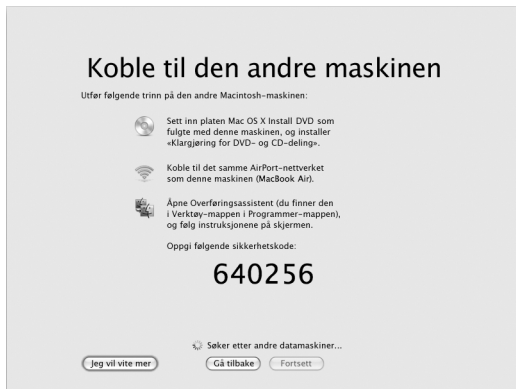 Koble til den andre maskinen
Utfør følgende trinn på den andre Macintosh-maskinen:
Sett inn platen Mac OS X Install DVD som
fulgte med denne maskinen, og installer
«Klargjøring for DVD- og CD-deling».
Koble til det samme AirPort-nettverket
som denne maskinen (MacBook Air).
Åpne Overføringsassistent (du finner den
i Verktøy-mappen i Programmer-mappen),
og følg instruksjonene på skjermen.
Oppgi følgende sikkerhetskode:
640256
Søker etter andre datamaskiner...
Jeg vil vite mer
Gå tilbake
Fortsett